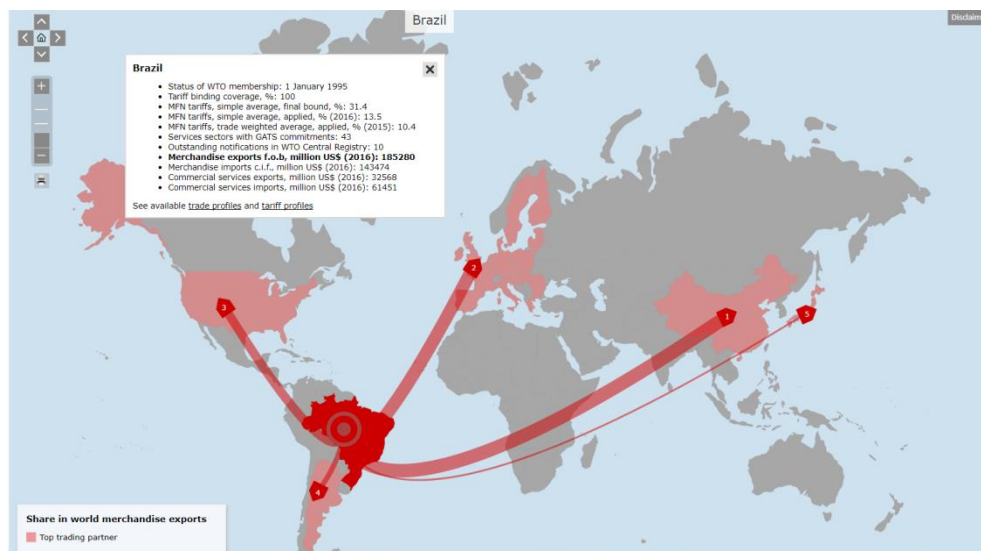 Brazil
Disclaim
Brazil
Status of WTO membership: 1 January 1995
Tariff binding coverage, %: 100
MFN tariffs, simple average, final bound, %: 31.4
MFN tariffs, simple average, applied, % (2016): 13.5
MFN tariffs, trade weighted average, applied, % (2015): 10.4
Services sectors with GATS commitments: 43
Outstanding notifications in WTO Central Registry: 10
Merchandise exports f.o.b, million US$ (2016): 185280
Merchandise imports c.i.f., million US$ (2016): 143474
Commercial services exports, million US$ (2016): 32568
Commercial services imports, million US$ (2016): 61451
See available trade profiles and tariff profiles
2
3
1
5
4
Share in world merchandise exports
Top trading partner